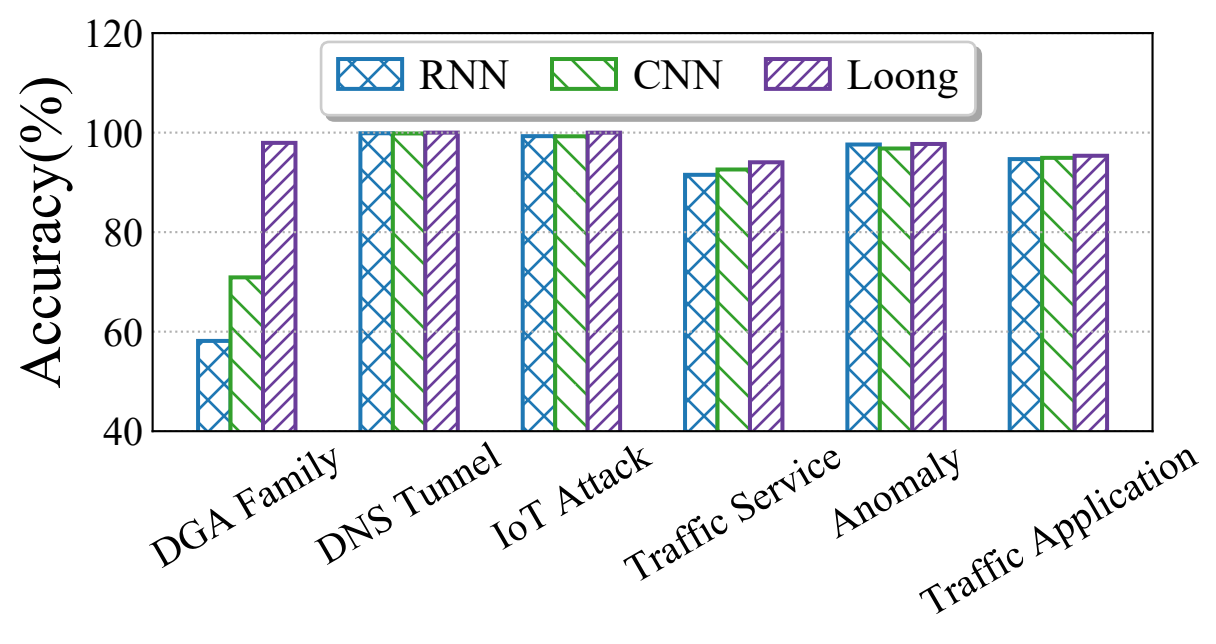 Accuracy(%)
120
100
80
60
40
RNN CNN Loong
DGA Family
DNS Tunnel
IoT Attack
Traffic Service
Anomaly
Traffic Application